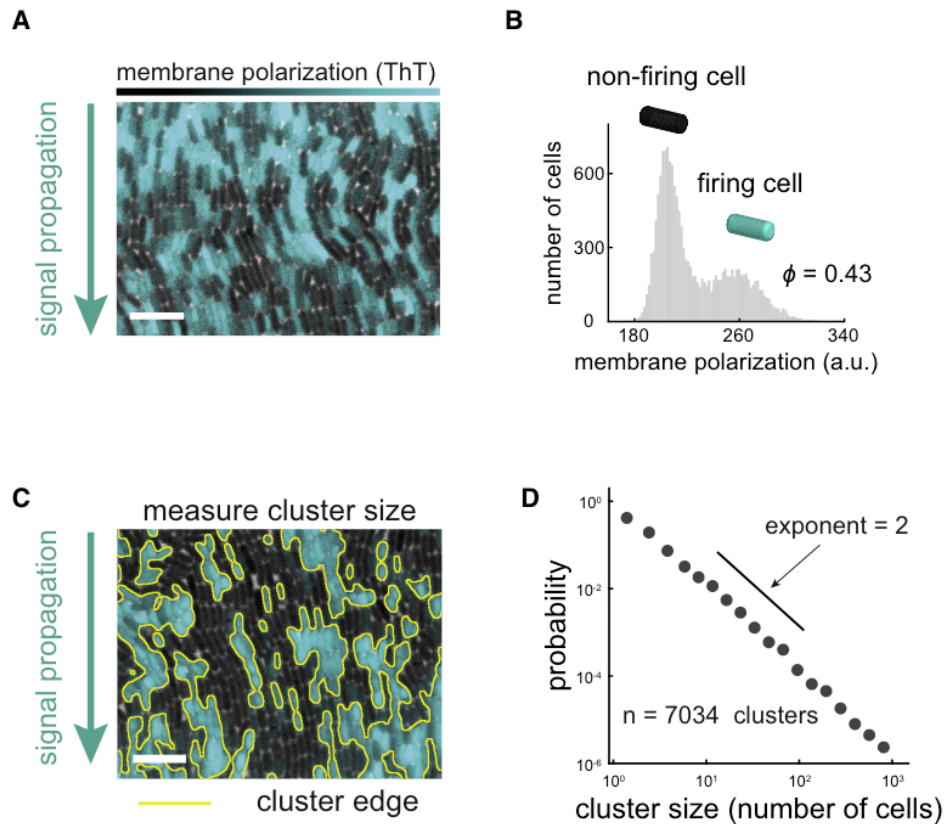 A
membrane polarization (ThT)
signal propagation
B
non-firing cell
firing cell
number of cells
600
300
0
ϕ = 0.43
180
260
340
membrane polarization (a.u.)
C
measure cluster size
signal propagation
cluster edge
D
exponent = 2
probability
10⁰
10⁻²
10⁻⁴
10⁻⁶
n = 7034 clusters
10⁰
10¹
10²
10³
cluster size (number of cells)